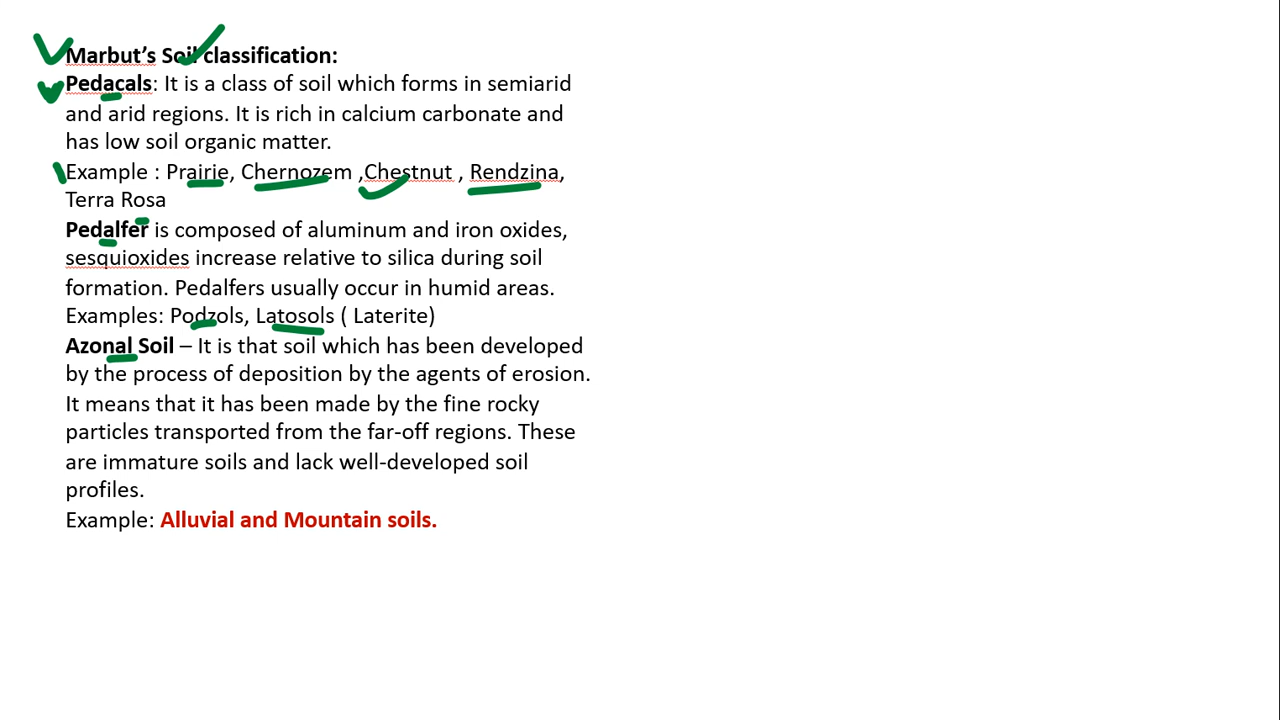 Marbut's Soil classification:
Pedacals: It is a class of soil which forms in semiarid
and arid regions. It is rich in calcium carbonate and
has low soil organic matter.
Example : Prairie, Chernozem ,Chestnut , Rendzina,
Terra Rosa
Pedalfer is composed of aluminum and iron oxides,
sesquioxides increase relative to silica during soil
formation. Pedalfers usually occur in humid areas.
Examples: Podzols, Latosols ( Laterite)
Azonal Soil – It is that soil which has been developed
by the process of deposition by the agents of erosion.
It means that it has been made by the fine rocky
particles transported from the far-off regions. These
are immature soils and lack well-developed soil
profiles.
Example: Alluvial and Mountain soils.